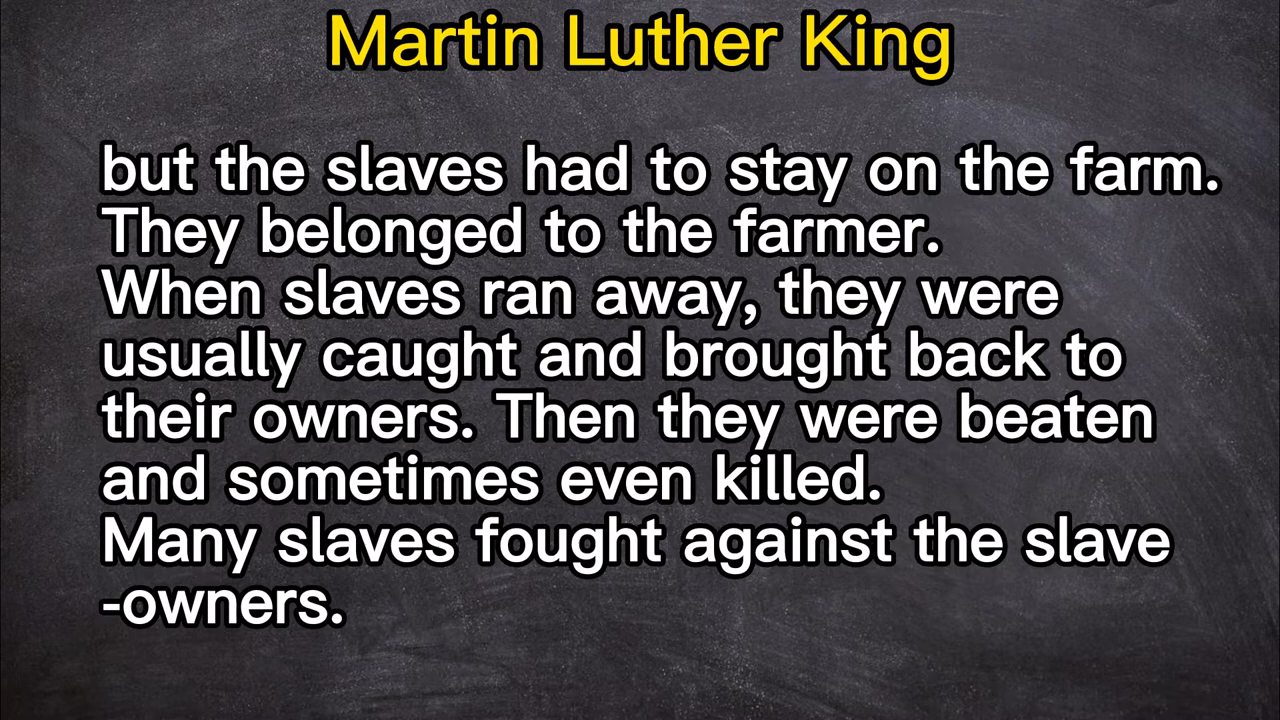 Martin Luther King
but the slaves had to stay on the farm.
They belonged to the farmer.
When slaves ran away, they were
usually caught and brought back to
their owners. Then they were beaten
and sometimes even killed.
Many slaves fought against the slave
-owners.